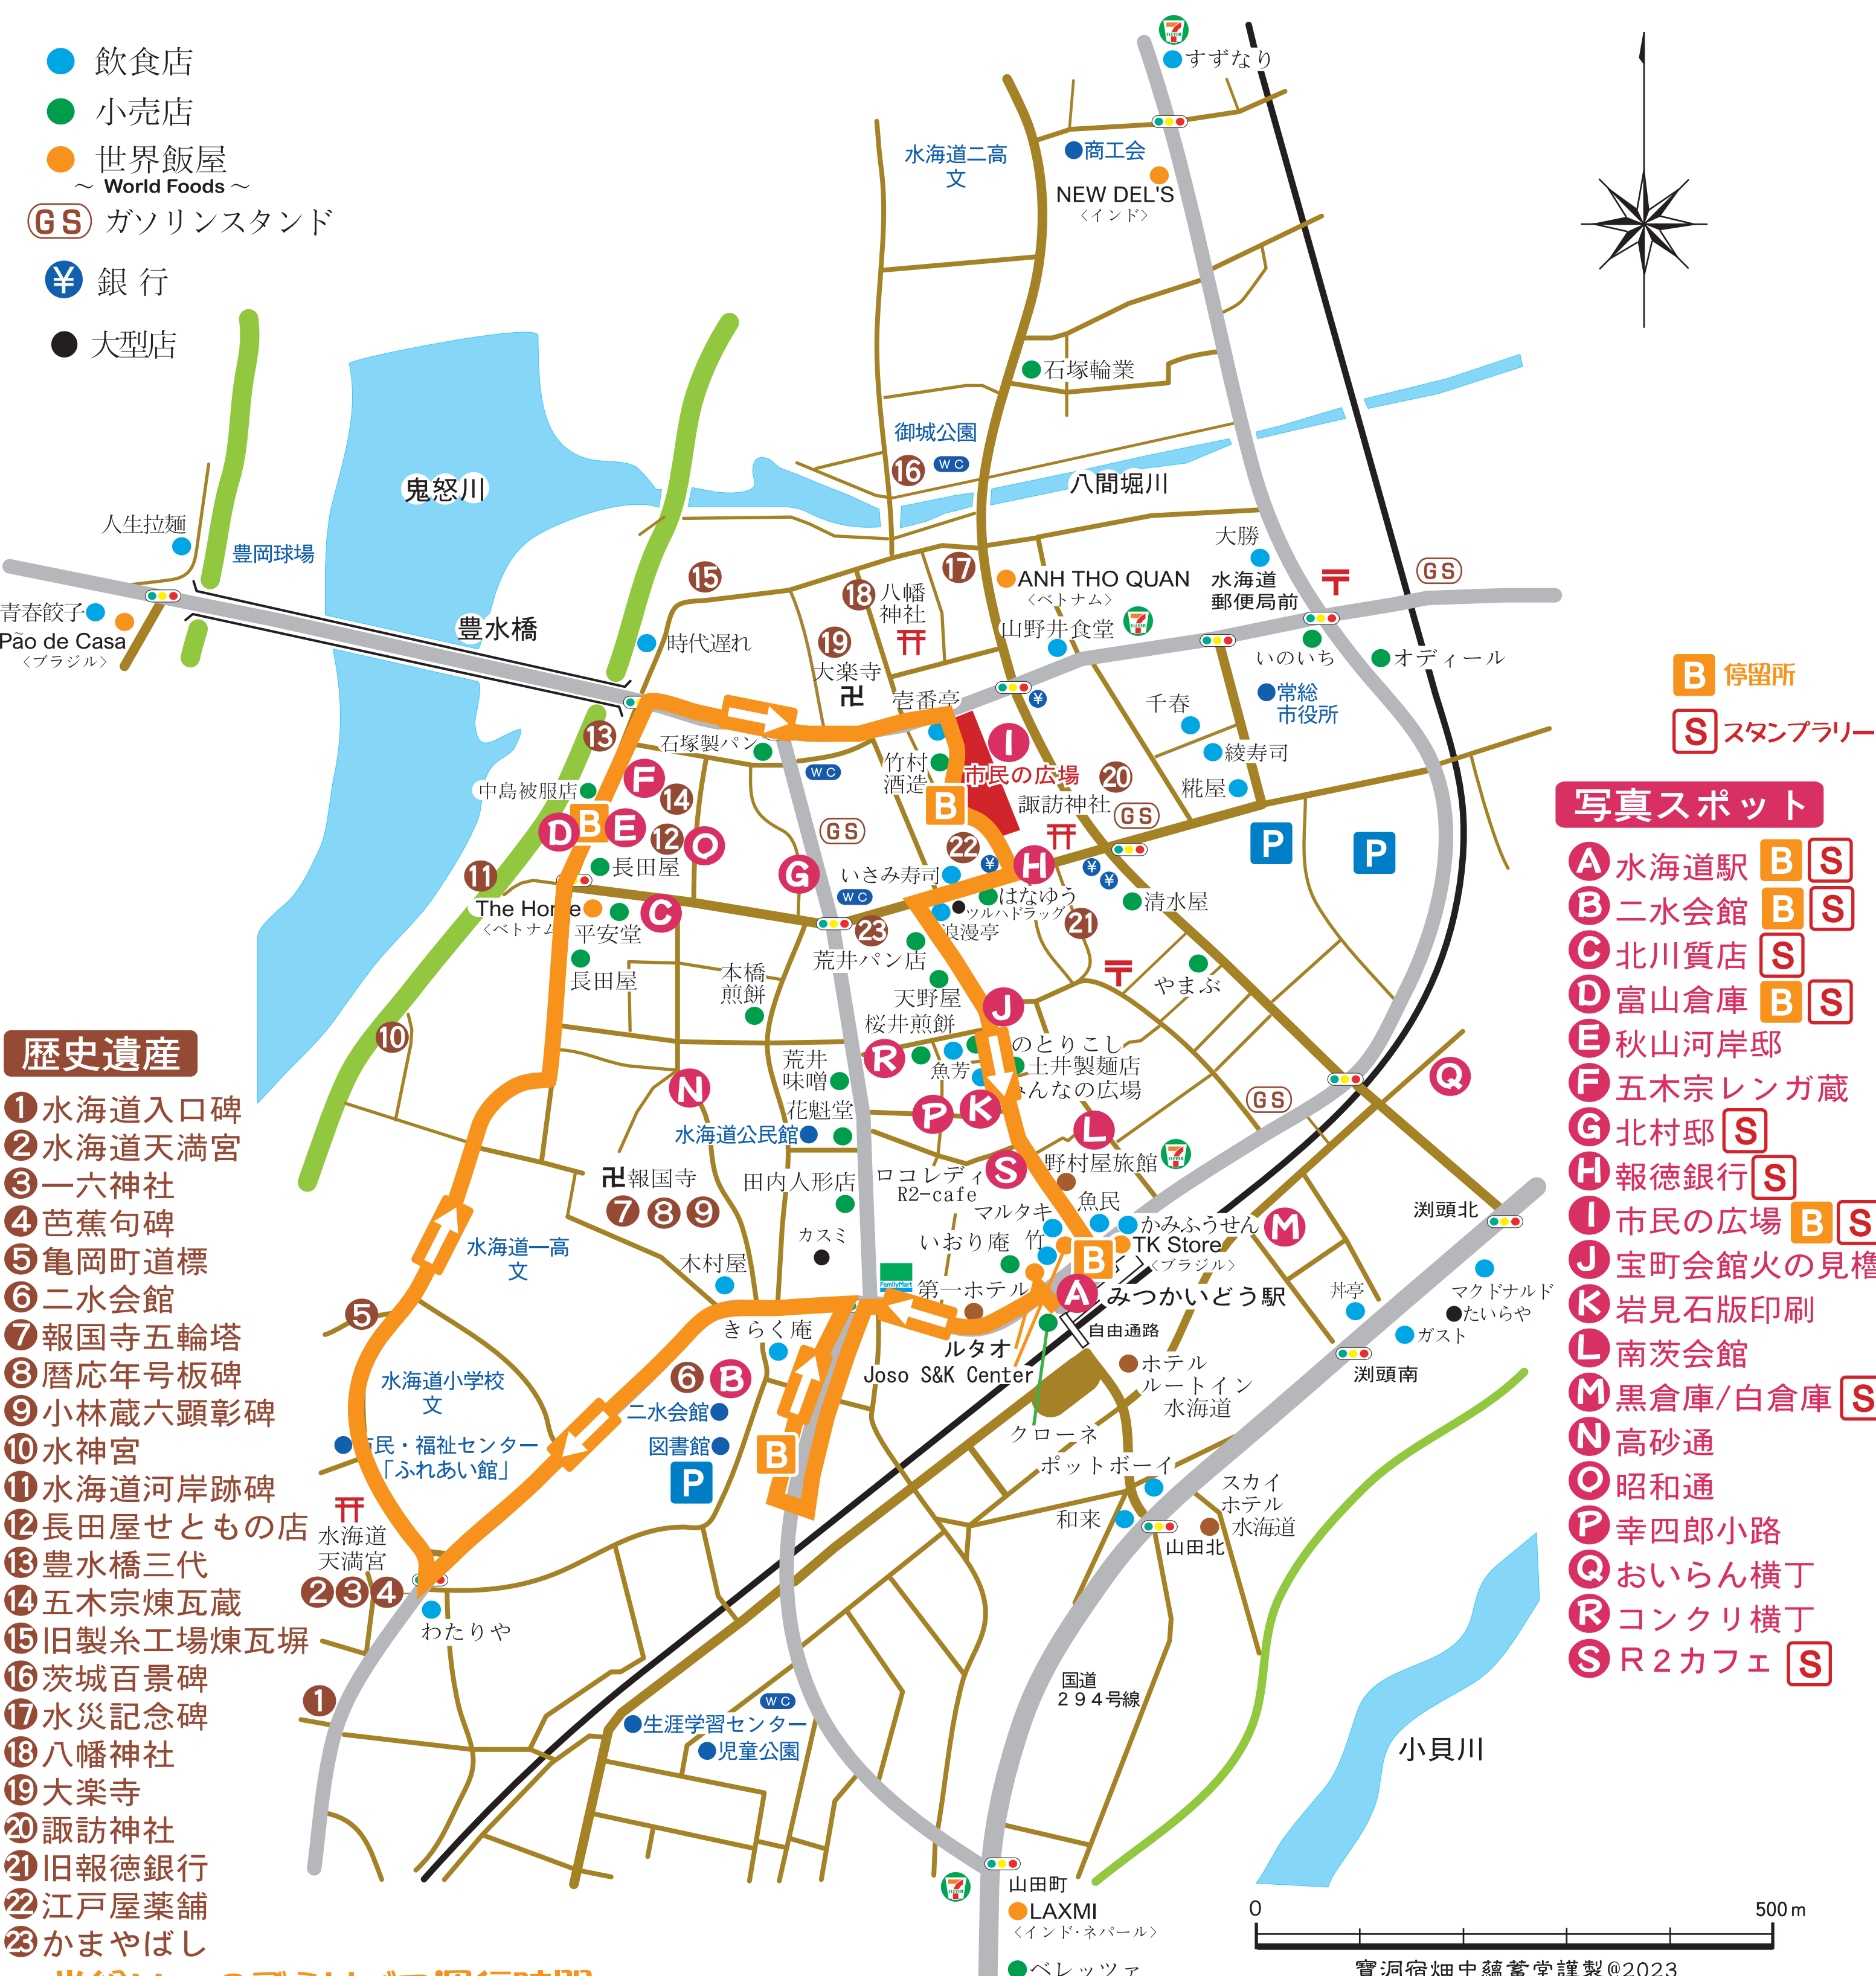 飲食店
小売店
世界飯屋
～ World Foods ～
GS ガソリンスタンド
¥ 銀 行
大型店
すずなり
水海道二高
文
商工会
NEW DEL'S
〈インド〉
石塚輪業
御城公園
16 WC
鬼怒川
八間堀川
人生拉麺
豊岡球場
青春餃子
Pão de Casa
〈ブラジル〉
豊水橋
15
時代遅れ
17
18 八幡
神社
19
大楽寺
卍
ANH THO QUAN
〈ベトナム〉
山野井食堂
大勝
水海道
郵便局前
〒
GS
いのいち
オディール
常総
市役所
千春
綾寿司
糀屋
壱番亭
竹村
酒造
I
市民の広場
¥
B
諏訪神社
20
GS
P
P
13
石塚製パン
WC
中島被服店
F
14
D B E
12 O
長田屋
GS
G
WC
いさみ寿司
22
¥
H
¥
¥
はなゆう
ツルハドラッグ
浪漫亭
21
清水屋
11
The Home
〈ベトナム
平安堂
C
長田屋
23
荒井パン店
本橋
煎餅
天野屋
桜井煎餅
J
〒
やまぶ
10
荒井
味噌
R
魚芳
のとりこし
土井製麺店
みんなの広場
花魁堂
P K
N
水海道公民館
L
GS
Q
卍報国寺
7 8 9
田内人形店
ロコレディ
R2-cafe
S
野村屋旅館
マルタキ
魚民
かみふうせん
M
いおり庵
竹
B
TK Store
〈ブラジル〉
カスミ
水海道一高
文
木村屋
FamilyMart
第一ホテル
A
みつかいどう駅
自由通路
ルタオ
Joso S&K Center
きらく庵
クローネ
ホテル
ルートイン
水海道
5
6 B
二水会館
図書館
P
B
水海道小学校
文
市民・福祉センター
「ふれあい館」
水海道
天満宮
2 3 4
わたりや
1
ポットボーイ
和来
スカイ
ホテル
水海道
山田北
渕頭北
マクドナルド
たいらや
丼亭
ガスト
渕頭南
国道
２９４号線
小貝川
WC
生涯学習センター
児童公園
山田町
LAXMI
〈インド・ネパール〉
ベレッツァ
0 500m
寶洞宿畑中蘊蓄堂謹製@2023
B 停留所
S スタンプラリー
写真スポット
A 水海道駅 B S
B 二水会館 B S
C 北川質店 S
D 富山倉庫 B S
E 秋山河岸邸
F 五木宗レンガ蔵
G 北村邸 S
H 報徳銀行 S
I 市民の広場 B S
J 宝町会館火の見櫓
K 岩見石版印刷
L 南茨会館
M 黒倉庫/白倉庫 S
N 高砂通
O 昭和通
P 幸四郎小路
Q おいらん横丁
R コンクリ横丁
S Ｒ２カフェ S
歴史遺産
1 水海道入口碑
2 水海道天満宮
3 一六神社
4 芭蕉句碑
5 亀岡町道標
6 二水会館
7 報国寺五輪塔
8 暦応年号板碑
9 小林蔵六顕彰碑
10 水神宮
11 水海道河岸跡碑
12 長田屋せともの店
13 豊水橋三代
14 五木宗煉瓦蔵
15 旧製糸工場煉瓦塀
16 茨城百景碑
17 水災記念碑
18 八幡神社
19 大楽寺
20 諏訪神社
21 旧報徳銀行
22 江戸屋薬舗
23 かまやばし